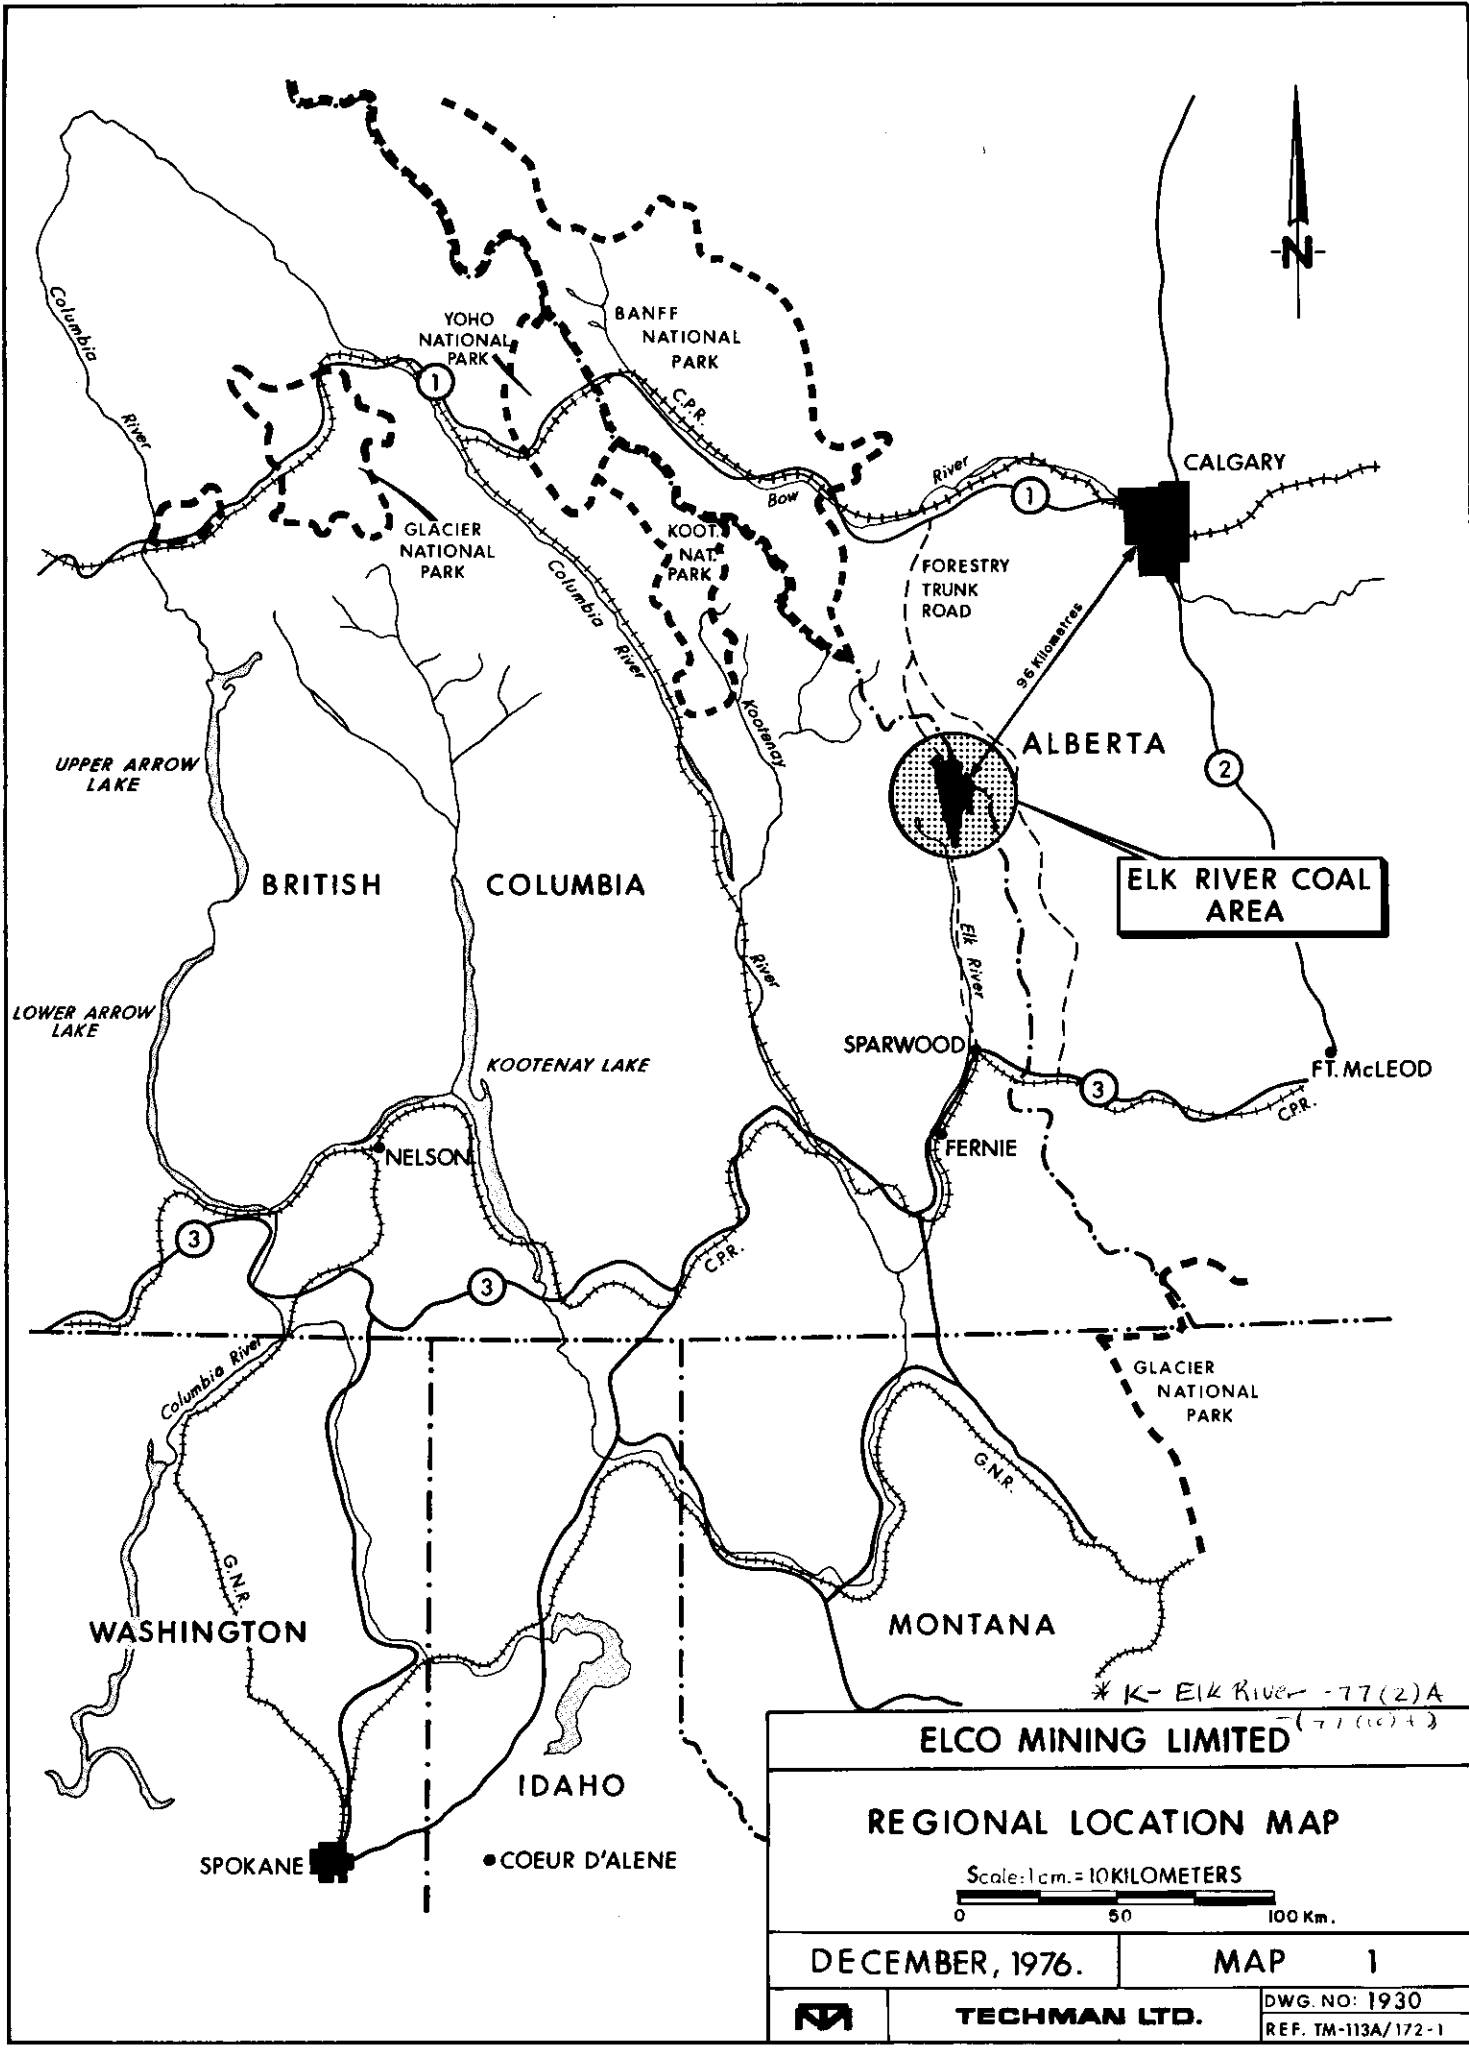 N
Columbia
River
YOHO
NATIONAL
PARK
BANFF
NATIONAL
PARK
1
C.P.R.
River
Bow
1
CALGARY
GLACIER
NATIONAL
PARK
KOOT.
NAT.
PARK
Columbia
River
FORESTRY
TRUNK
ROAD
96 Kilometres
Kootenay
River
ALBERTA
2
UPPER ARROW
LAKE
BRITISH COLUMBIA
ELK RIVER COAL
AREA
Elk River
LOWER ARROW
LAKE
KOOTENAY LAKE
SPARWOOD
3
FT. McLEOD
C.P.R.
NELSON
FERNIE
3
C.P.R.
3
Columbia River
GLACIER
NATIONAL
PARK
G.N.R.
G.N.R.
WASHINGTON
MONTANA
IDAHO
SPOKANE
COEUR D'ALENE
* K- Elk River -77(2)A
ELCO MINING LIMITED
REGIONAL LOCATION MAP
Scale: 1 cm. = 10 KILOMETERS
0 50 100 Km.
DECEMBER, 1976.
MAP 1
TECHMAN LTD.
DWG. NO: 1930
REF. TM-113A/172-1